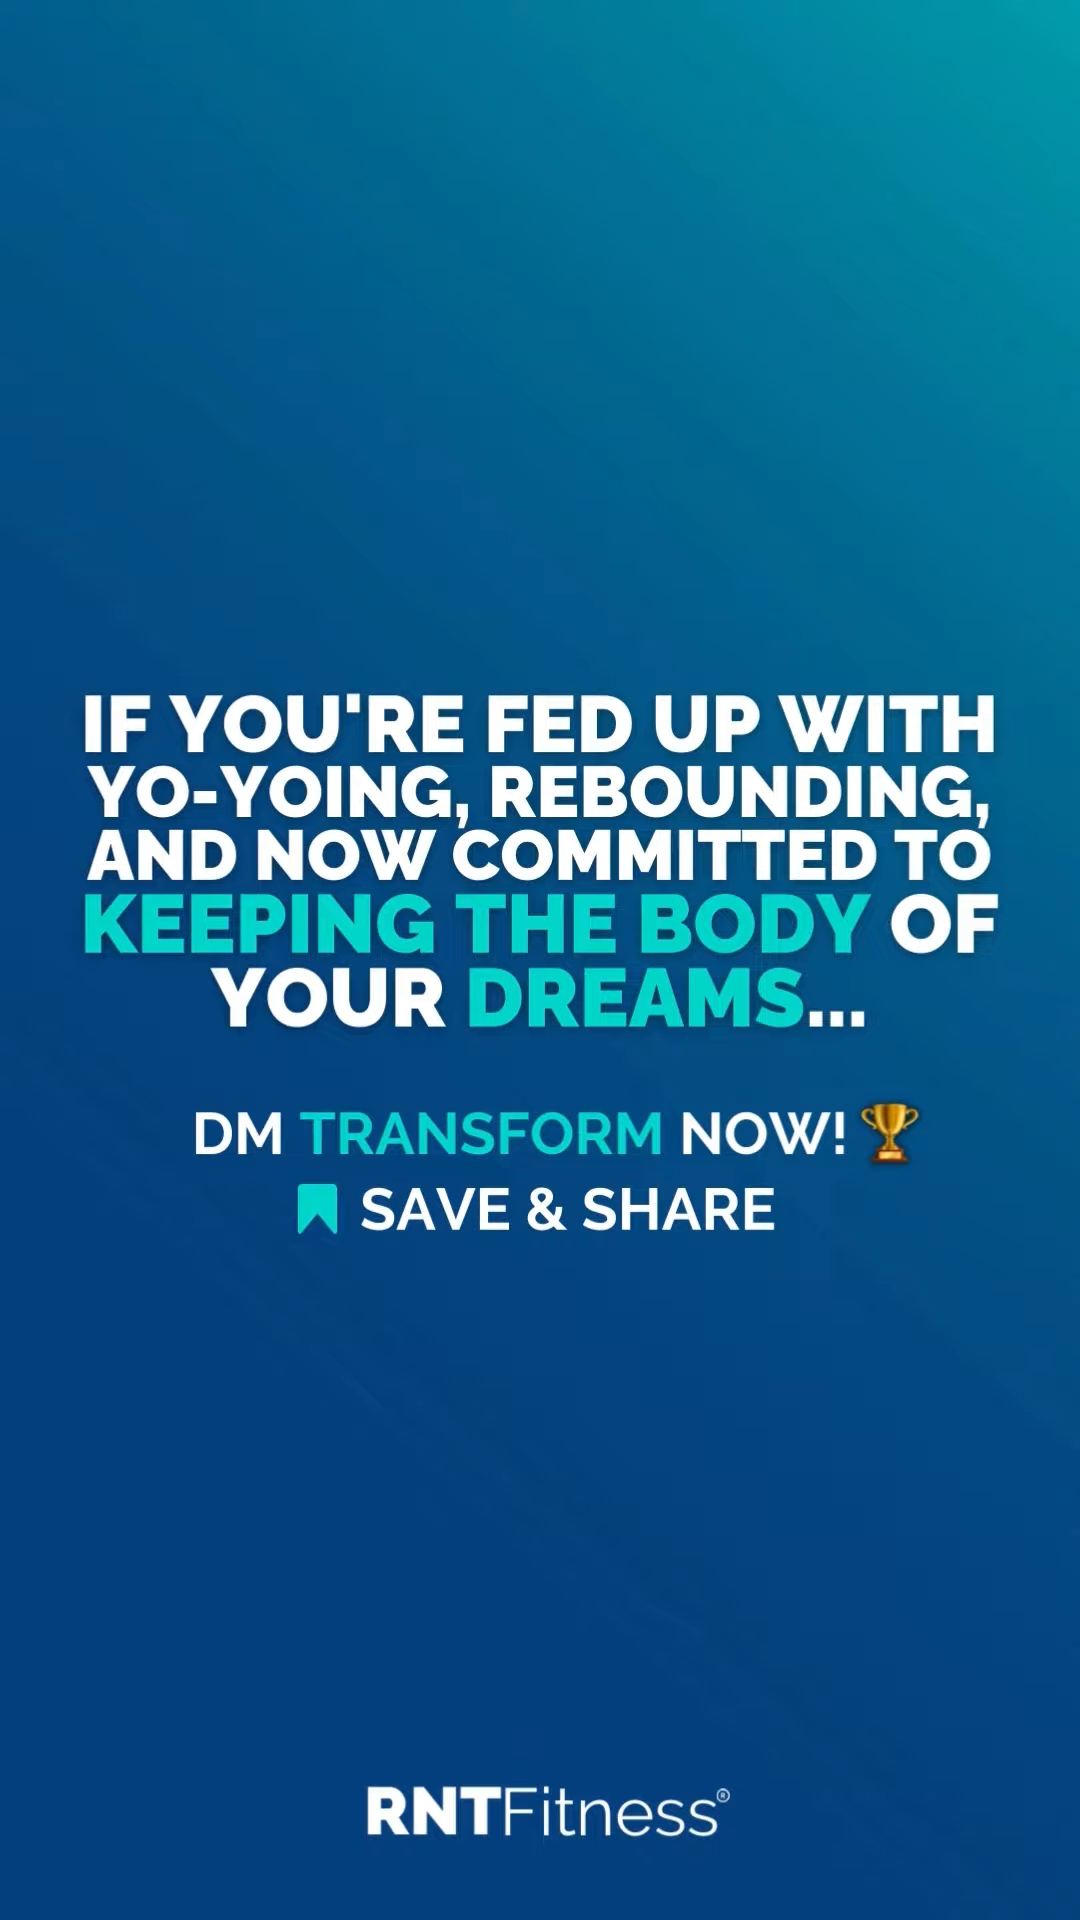 IF YOU'RE FED UP WITH
YO-YOING, REBOUNDING,
AND NOW COMMITTED TO
KEEPING THE BODY OF
YOUR DREAMS...
DM TRANSFORM NOW! 🏆
SAVE & SHARE
RNTFitness®